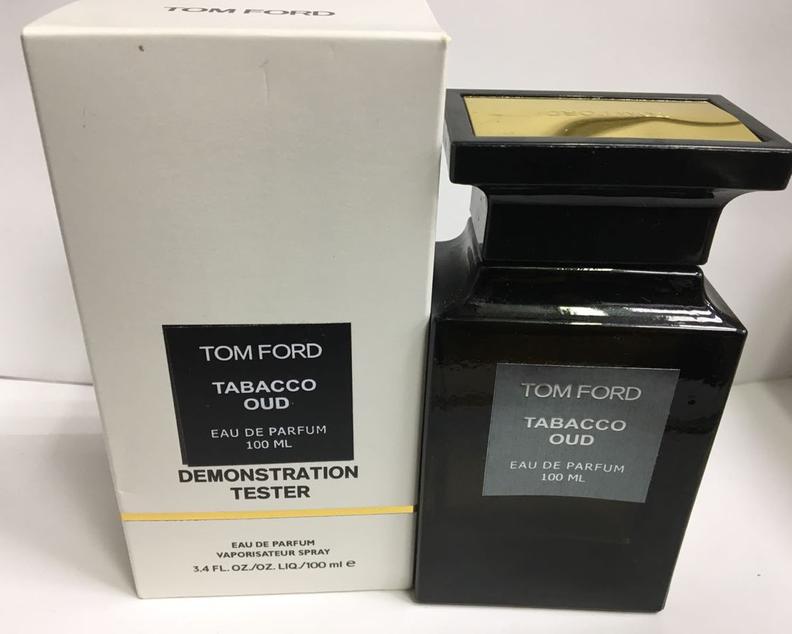 TOM FORD
TOM FORD
TABACCO
OUD
EAU DE PARFUM
100 ML
DEMONSTRATION
TESTER
EAU DE PARFUM
VAPORISATEUR SPRAY
3.4 FL. OZ./OZ. LIQ./100 ml e
TOM FORD
TABACCO
OUD
EAU DE PARFUM
100 ML